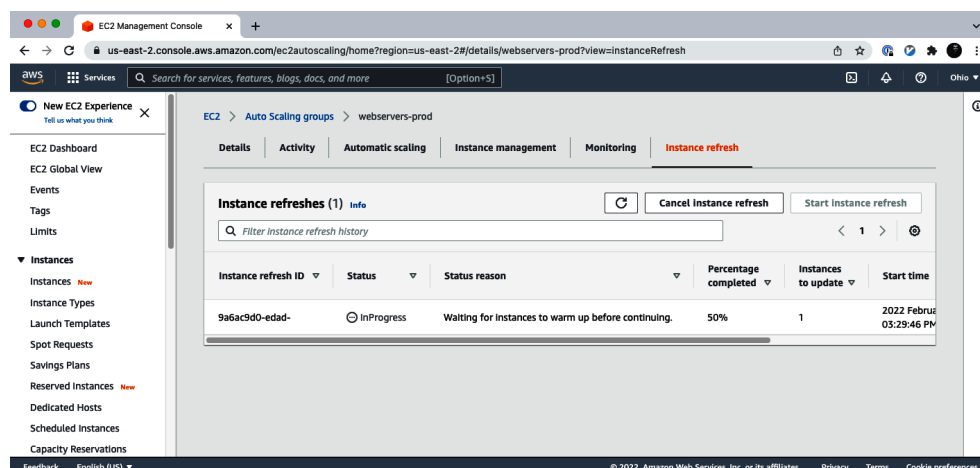 EC2 Management Console
us-east-2.console.aws.amazon.com/ec2autoscaling/home?region=us-east-2#/details/webservers-prod?view=instanceRefresh
aws
Services
Search for services, features, blogs, docs, and more
[Option+S]
Ohio
New EC2 Experience
Tell us what you think
EC2 Dashboard
EC2 Global View
Events
Tags
Limits
Instances
Instances New
Instance Types
Launch Templates
Spot Requests
Savings Plans
Reserved Instances New
Dedicated Hosts
Scheduled Instances
Capacity Reservations
EC2 > Auto Scaling groups > webservers-prod
Details Activity Automatic scaling Instance management Monitoring Instance refresh
Instance refreshes (1) Info
Cancel instance refresh
Start instance refresh
Filter instance refresh history
1
Instance refresh ID Status Status reason Percentage completed Instances to update Start time
9a6ac9d0-edad- InProgress Waiting for instances to warm up before continuing. 50% 1 2022 Februa
03:29:46 PM
Feedback English (US) © 2022, Amazon Web Services, Inc. or its affiliates. Privacy Terms Cookie preferences